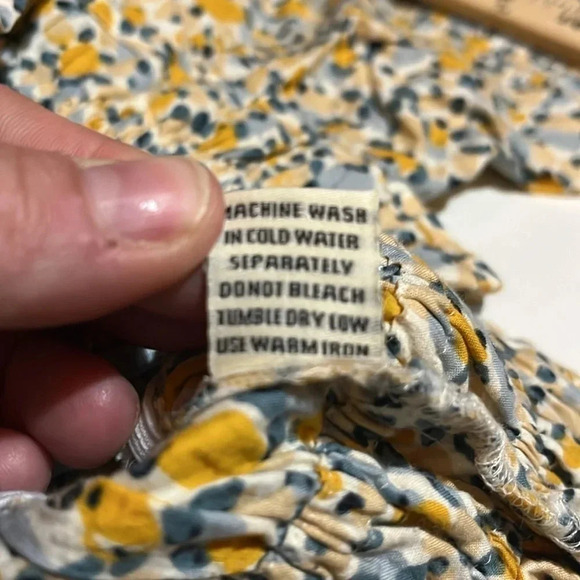 MACHINE WASH
IN COLD WATER
SEPARATELY
DO NOT BLEACH
TUMBLE DRY LOW
USE WARM IRON